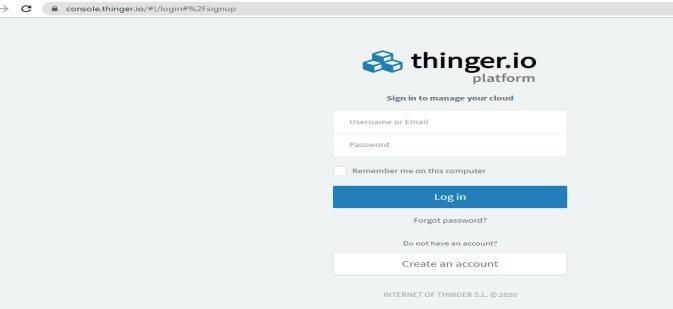 console.thinger.io/#!/login#%2Fsignup
thinger.io
platform
Sign in to manage your cloud
Username or Email
Password
Remember me on this computer
Log in
Forgot password?
Do not have an account?
Create an account
INTERNET OF THINGER S.L. © 2020